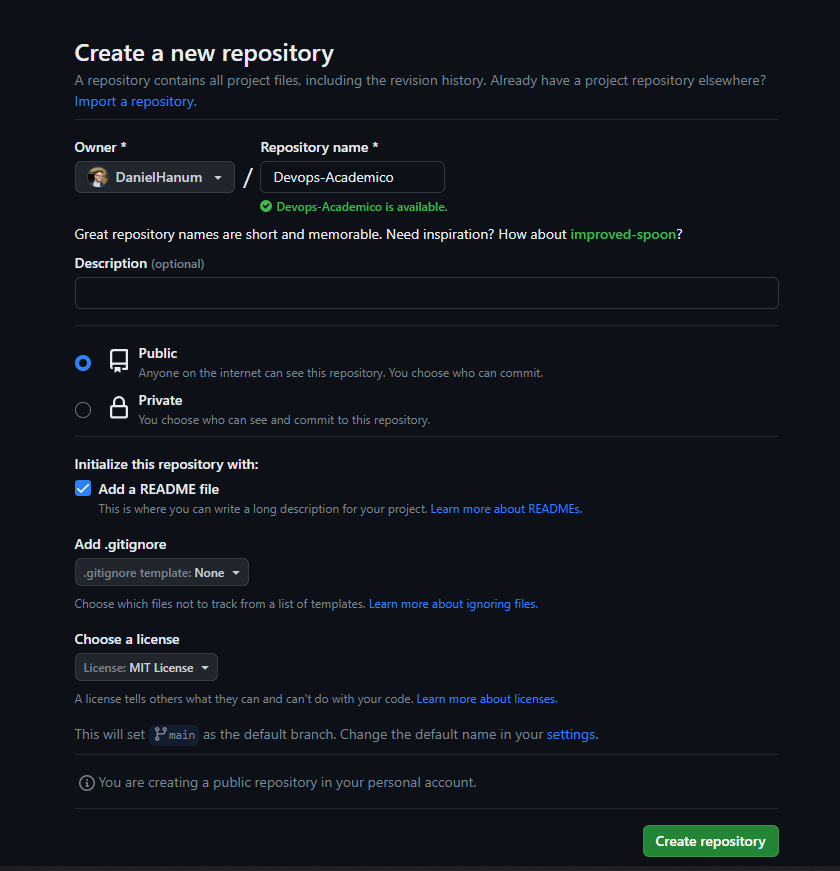 Create a new repository
A repository contains all project files, including the revision history. Already have a project repository elsewhere?
Import a repository.
Owner * Repository name *
DanielHanum / Devops-Academico
Devops-Academico is available.
Great repository names are short and memorable. Need inspiration? How about improved-spoon?
Description (optional)
Public
Anyone on the internet can see this repository. You choose who can commit.
Private
You choose who can see and commit to this repository.
Initialize this repository with:
Add a README file
This is where you can write a long description for your project. Learn more about READMEs.
Add .gitignore
.gitignore template: None
Choose which files not to track from a list of templates. Learn more about ignoring files.
Choose a license
License: MIT License
A license tells others what they can and can't do with your code. Learn more about licenses.
This will set main as the default branch. Change the default name in your settings.
You are creating a public repository in your personal account.
Create repository